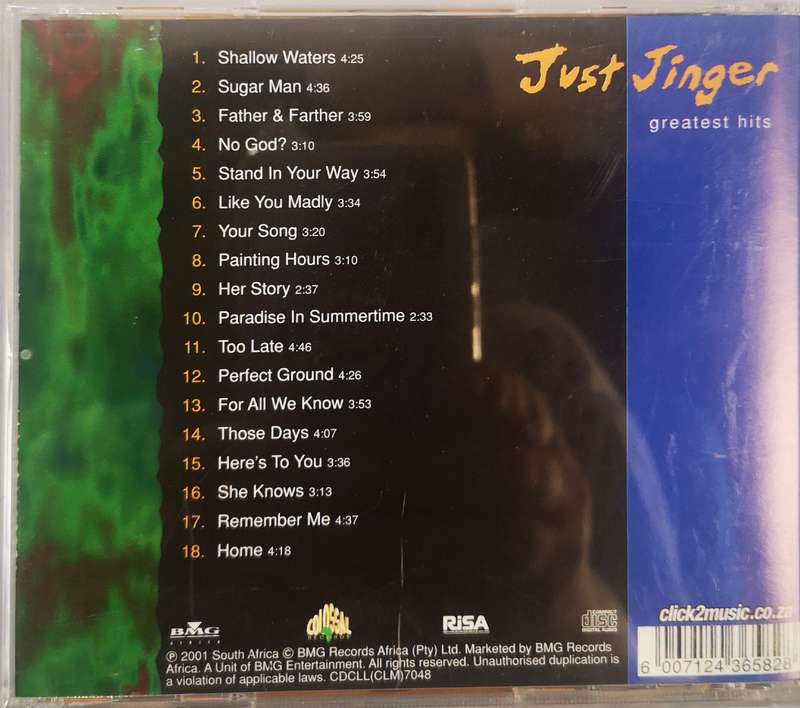 Just Jinger
greatest hits
1. Shallow Waters 4:25
2. Sugar Man 4:36
3. Father & Farther 3:59
4. No God? 3:10
5. Stand In Your Way 3:54
6. Like You Madly 3:34
7. Your Song 3:20
8. Painting Hours 3:10
9. Her Story 2:37
10. Paradise In Summertime 2:33
11. Too Late 4:46
12. Perfect Ground 4:26
13. For All We Know 3:53
14. Those Days 4:07
15. Here's To You 3:36
16. She Knows 3:13
17. Remember Me 4:37
18. Home 4:18
BMG
AFRICA
COLOSSAL
RECORDS
RiSA
COMPACT
disc
DIGITAL AUDIO
℗ 2001 South Africa © BMG Records Africa (Pty) Ltd. Marketed by BMG Records
Africa. A Unit of BMG Entertainment. All rights reserved. Unauthorised duplication is
a violation of applicable laws. CDCLL(CLM)7048
click2music.co.za
6 007124 365828